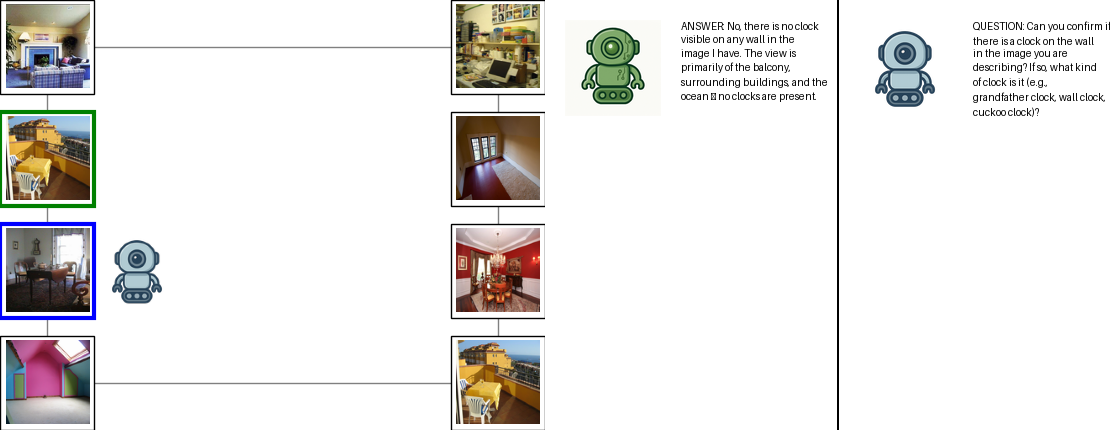 ANSWER: No, there is no clock
visible on any wall in the
image I have. The view is
primarily of the balcony,
surrounding buildings, and the
ocean no clocks are present.
QUESTION: Can you confirm if
there is a clock on the wall
in the image you are
describing? If so, what kind
of clock is it (e.g.,
grandfather clock, wall clock,
cuckoo clock)?